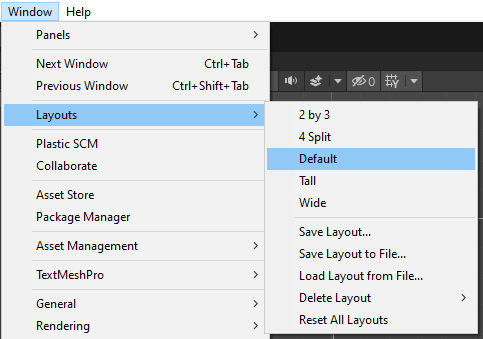 Window Help
Panels
Next Window Ctrl+Tab
Previous Window Ctrl+Shift+Tab
Layouts
Plastic SCM
Collaborate
Asset Store
Package Manager
Asset Management
TextMeshPro
General
Rendering
0
2 by 3
4 Split
Default
Tall
Wide
Save Layout...
Save Layout to File...
Load Layout from File...
Delete Layout
Reset All Layouts